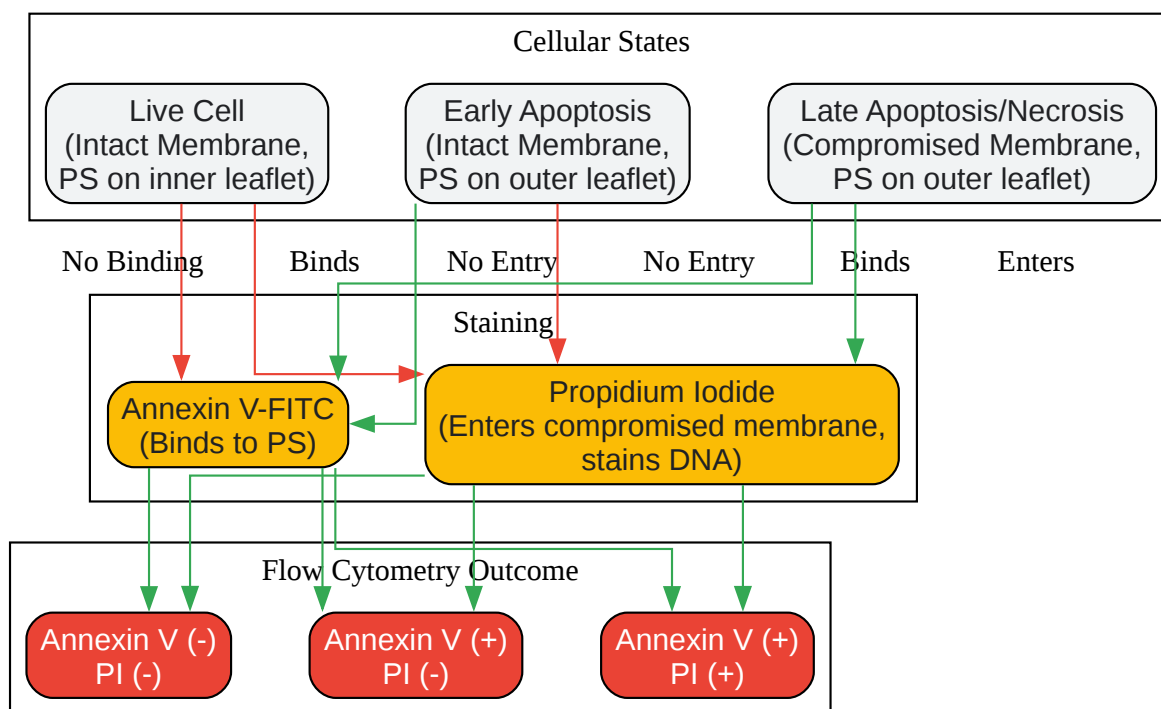 Cellular States
Live Cell
(Intact Membrane,
PS on inner leaflet)
Early Apoptosis
(Intact Membrane,
PS on outer leaflet)
Late Apoptosis/Necrosis
(Compromised Membrane,
PS on outer leaflet)
No Binding
Binds
No Entry
No Entry
Binds
Enters
Staining
Annexin V-FITC
(Binds to PS)
Propidium Iodide
(Enters compromised membrane,
stains DNA)
Flow Cytometry Outcome
Annexin V (-)
PI (-)
Annexin V (+)
PI (-)
Annexin V (+)
PI (+)